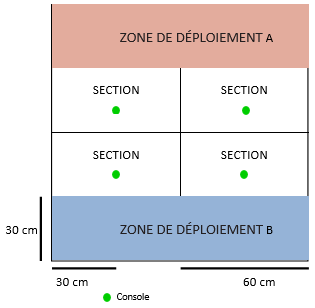 ZONE DE DÉPLOIEMENT A
SECTION SECTION
SECTION SECTION
30 cm
ZONE DE DÉPLOIEMENT B
30 cm 60 cm
Console